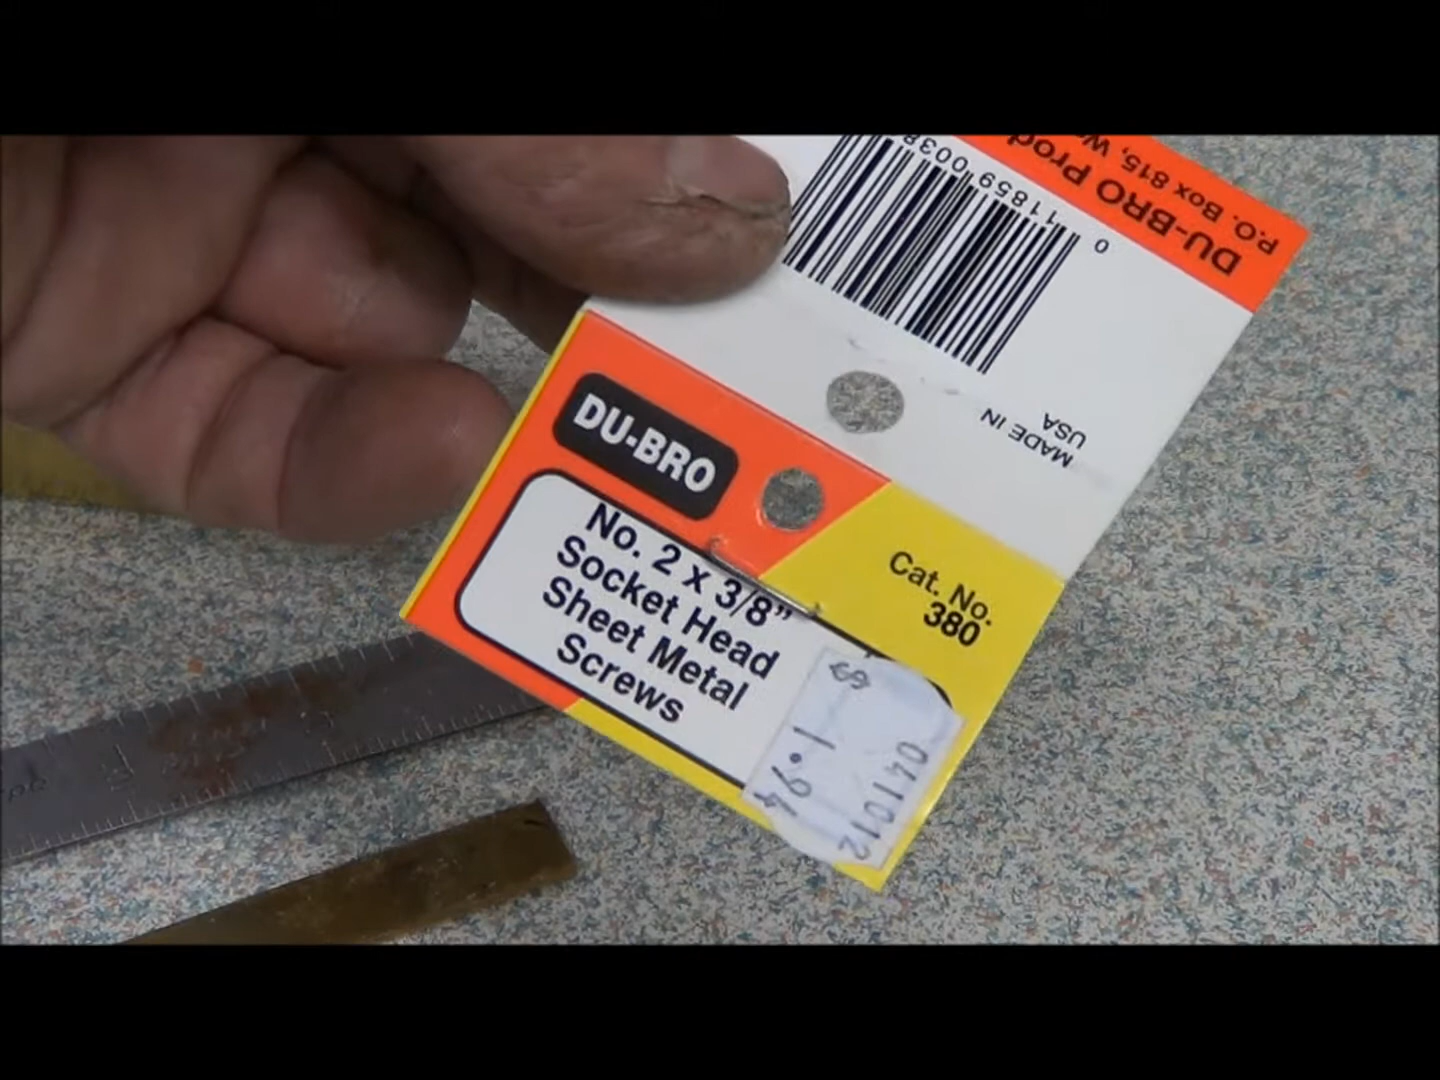 DU-BRO
No. 2 x 3/8”
Socket Head
Sheet Metal
Screws
Cat. No.
380
$
1.94
041012
DU-BRO
P.O. Box 815,
0 11859 0038
MADE IN
USA